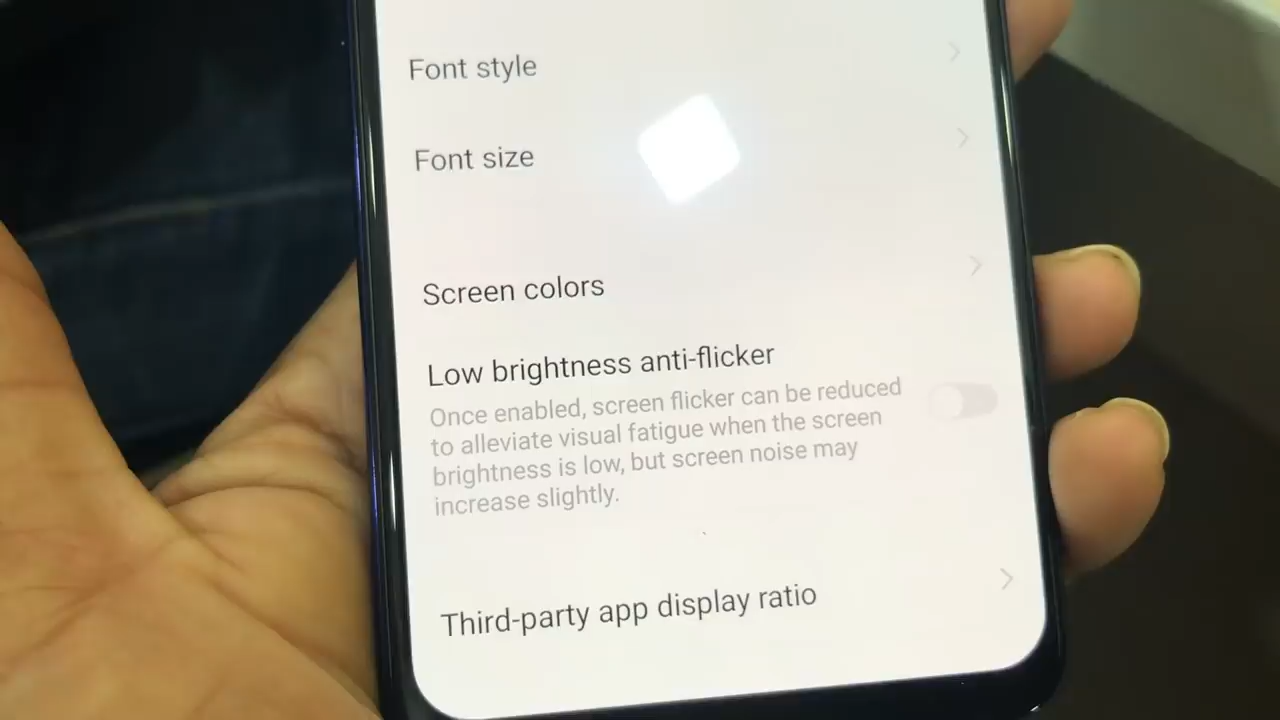 Font style
Font size
Screen colors
Low brightness anti-flicker
Once enabled, screen flicker can be reduced
to alleviate visual fatigue when the screen
brightness is low, but screen noise may
increase slightly.
Third-party app display ratio